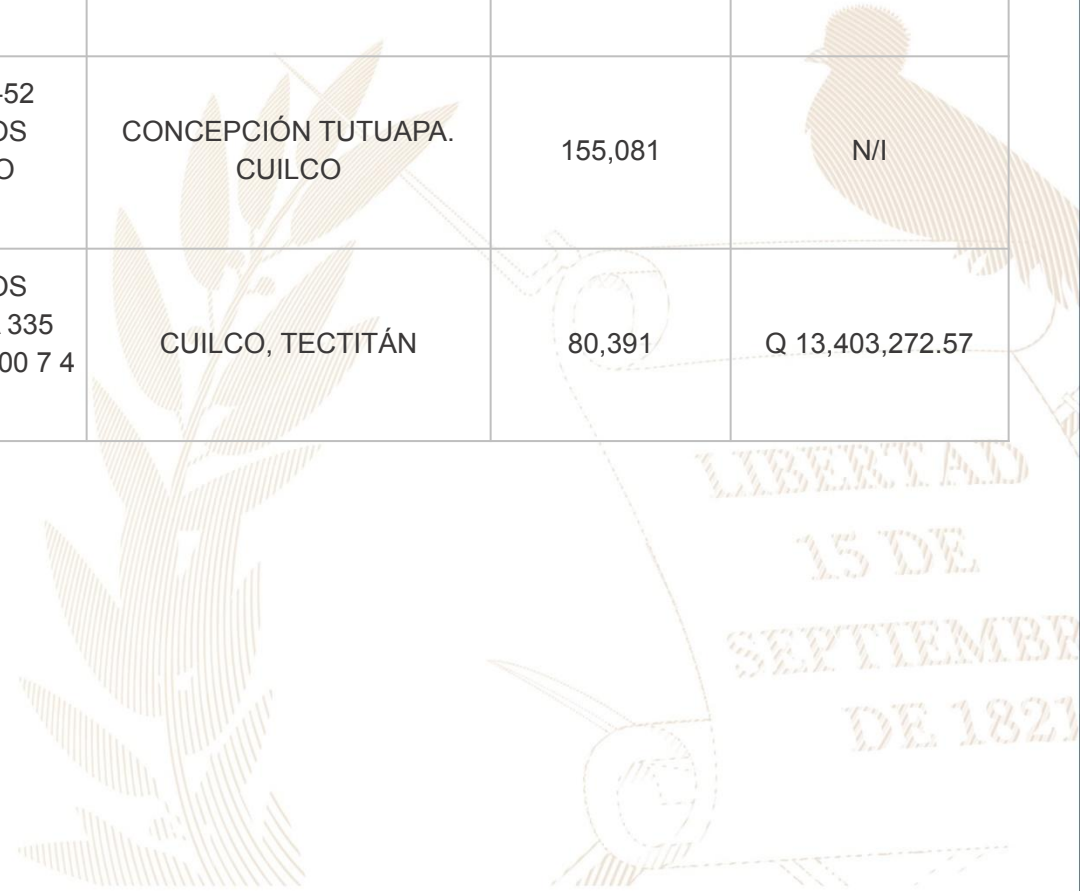 -52
OS
O
CONCEPCIÓN TUTUAPA.
CUILCO
155,081
N/I
OS
335
00 7 4
CUILCO, TECTITÁN
80,391
Q 13,403,272.57
LIBERTAD
15 DE
SEPTIEMBRE
DE 1821